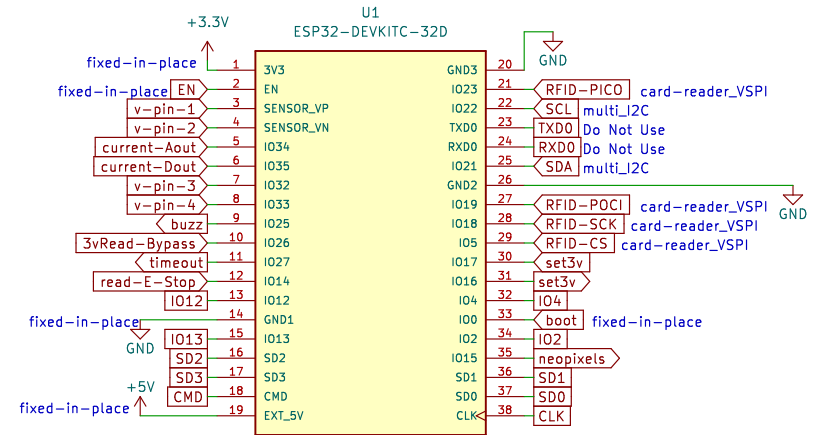 U1
ESP32-DEVKITC-32D
+3.3V
fixed-in-place
1 3V3
GND3 20
GND
fixed-in-place EN 2 EN
IO23 21 RFID-PICO card-reader_VSPI
v-pin-1 3 SENSOR_VP
IO22 22 SCL multi_I2C
v-pin-2 4 SENSOR_VN
TXD0 23 TXD0 Do Not Use
current-Aout 5 IO34
RXD0 24 RXD0 Do Not Use
current-Dout 6 IO35
IO21 25 SDA multi_I2C
v-pin-3 7 IO32
GND2 26
GND
v-pin-4 8 IO33
IO19 27 RFID-POCI card-reader_VSPI
buzz 9 IO25
IO18 28 RFID-SCK card-reader_VSPI
3vRead-Bypass 10 IO26
IO5 29 RFID-CS card-reader_VSPI
timeout 11 IO27
IO17 30 set3v
read-E-Stop 12 IO14
IO16 31 set3v
IO12 13 IO12
IO4 32 IO4
fixed-in-place
GND
14 GND1
IO0 33 boot fixed-in-place
IO13 15 IO13
IO2 34 IO2
SD2 16 SD2
IO15 35 neopixels
SD3 17 SD3
SD1 36 SD1
CMD 18 CMD
SD0 37 SD0
+5V
fixed-in-place
19 EXT_5V
CLK 38 CLK